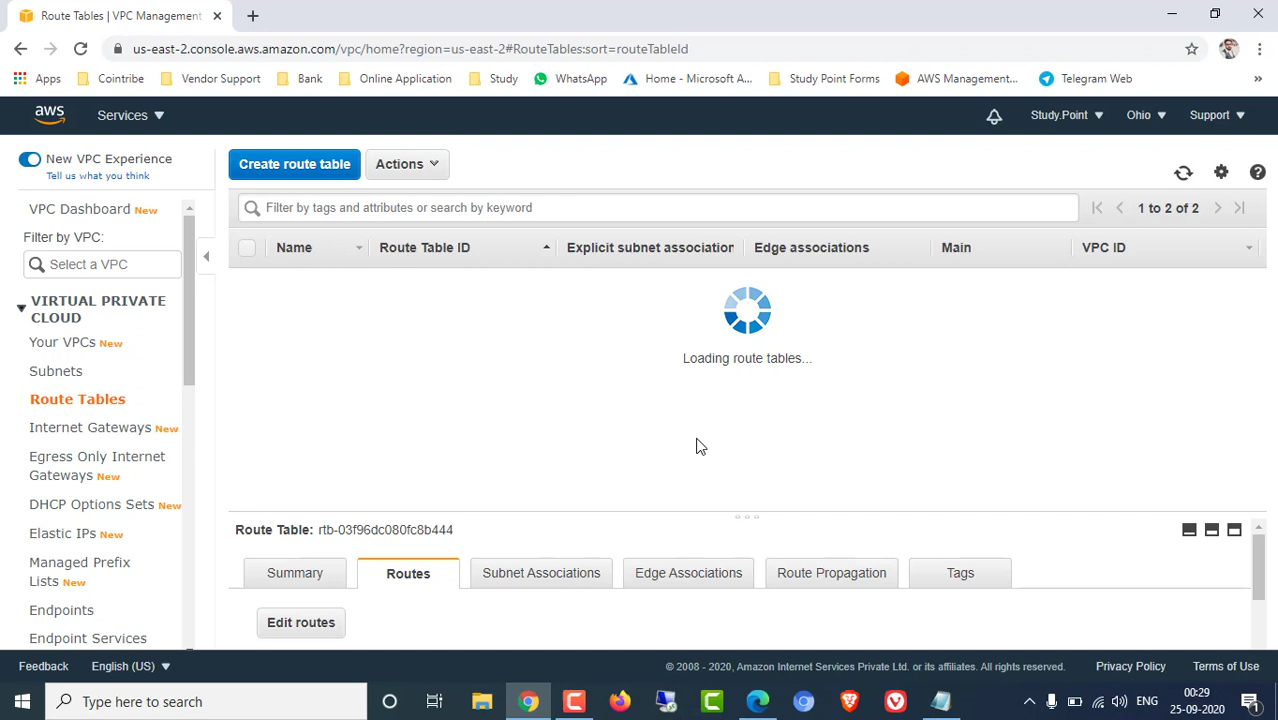 Route Tables | VPC Management
us-east-2.console.aws.amazon.com/vpc/home?region=us-east-2#RouteTables:sort=routeTableId
Apps Cointribe Vendor Support Bank Online Application Study WhatsApp Home - Microsoft A... Study Point Forms AWS Management... Telegram Web »
aws Services Study.Point Ohio Support
New VPC Experience
Tell us what you think
Create route table Actions
VPC Dashboard New
Filter by VPC:
Select a VPC
Filter by tags and attributes or search by keyword
1 to 2 of 2
Name Route Table ID Explicit subnet association Edge associations Main VPC ID
Loading route tables...
VIRTUAL PRIVATE
CLOUD
Your VPCs New
Subnets
Route Tables
Internet Gateways New
Egress Only Internet
Gateways New
DHCP Options Sets New
Elastic IPs New
Managed Prefix
Lists New
Endpoints
Endpoint Services
Route Table: rtb-03f96dc080fc8b444
Summary Routes Subnet Associations Edge Associations Route Propagation Tags
Edit routes
Feedback English (US) © 2008 - 2020, Amazon Internet Services Private Ltd. or its affiliates. All rights reserved. Privacy Policy Terms of Use
Type here to search
ENG
00:29
25-09-2020
1